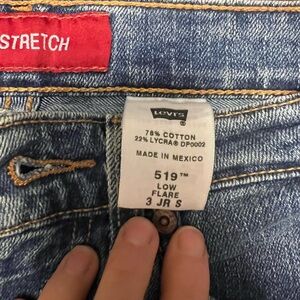 STRETCH
LEVI'S
®
78% COTTON
22% LYCRA® DP0002
MADE IN MEXICO
519™
LOW
FLARE
3 JR S